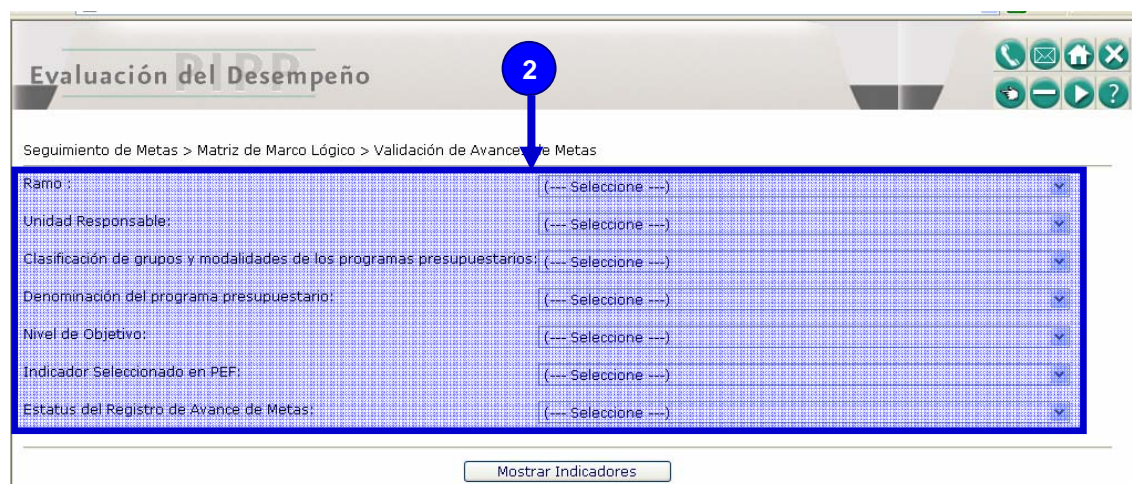 PIPP
Evaluación del Desempeño
2
?
Seguimiento de Metas > Matriz de Marco Lógico > Validación de Avances de Metas
Ramo : (--- Seleccione ---)
Unidad Responsable: (--- Seleccione ---)
Clasificación de grupos y modalidades de los programas presupuestarios: (--- Seleccione ---)
Denominación del programa presupuestario: (--- Seleccione ---)
Nivel de Objetivo: (--- Seleccione ---)
Indicador Seleccionado en PEF: (--- Seleccione ---)
Estatus del Registro de Avance de Metas: (--- Seleccione ---)
Mostrar Indicadores